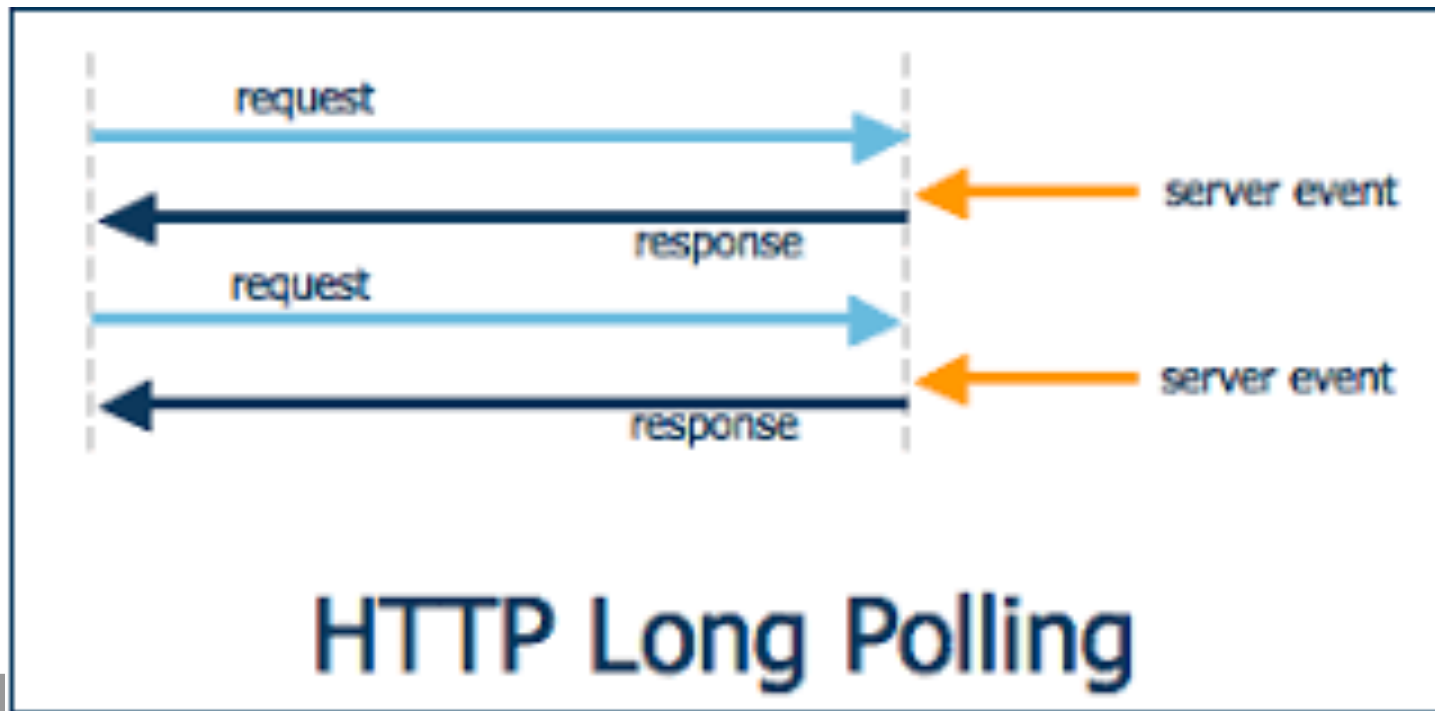 request
server event
response
request
server event
response
HTTP Long Polling